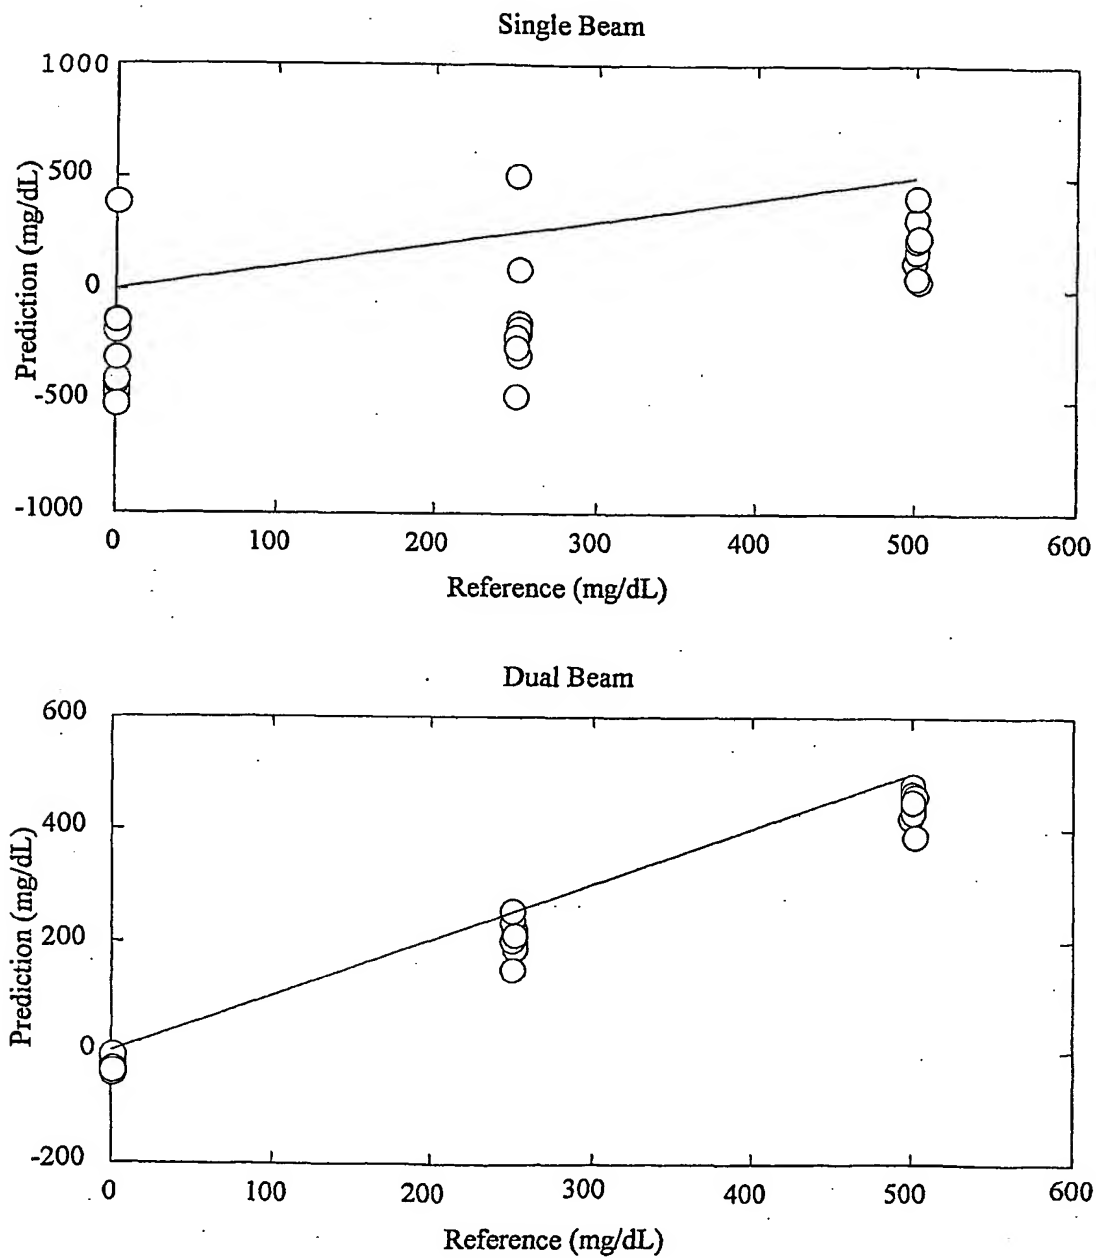 Single Beam
1000
500
0
-500
-1000
Prediction (mg/dL)
0 100 200 300 400 500 600
Reference (mg/dL)
Dual Beam
600
400
200
0
-200
Prediction (mg/dL)
0 100 200 300 400 500 600
Reference (mg/dL)